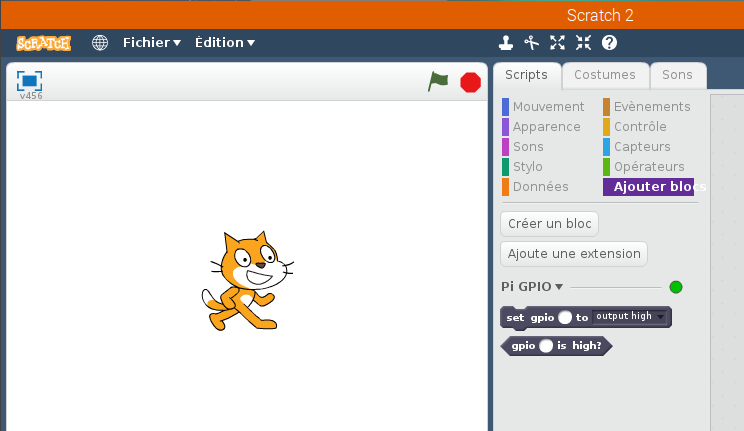 Scratch 2
SCRATCH Fichier Édition
v456
Scripts Costumes Sons
Mouvement Evènements
Apparence Contrôle
Sons Capteurs
Stylo Opérateurs
Données Ajouter blocs
Créer un bloc
Ajoute une extension
Pi GPIO
set gpio to output high
gpio is high?